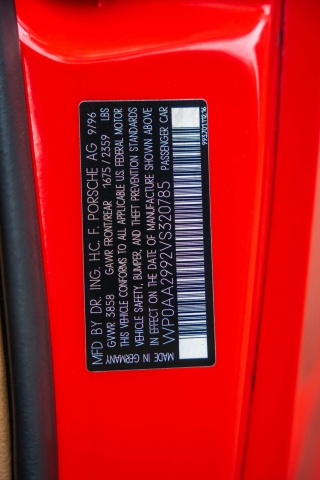 MFD BY DR. ING. H.C. F. PORSCHE AG 9/96
GVWR 3858 GAWR FRONT/REAR 1675/2359 LBS
THIS VEHICLE CONFORMS TO ALL APPLICABLE U.S. FEDERAL MOTOR
VEHICLE SAFETY, BUMPER, AND THEFT PREVENTION STANDARDS
IN EFFECT ON THE DATE OF MANUFACTURE SHOWN ABOVE
WP0AA2992VS320785 PASSENGER CAR
MADE IN GERMANY